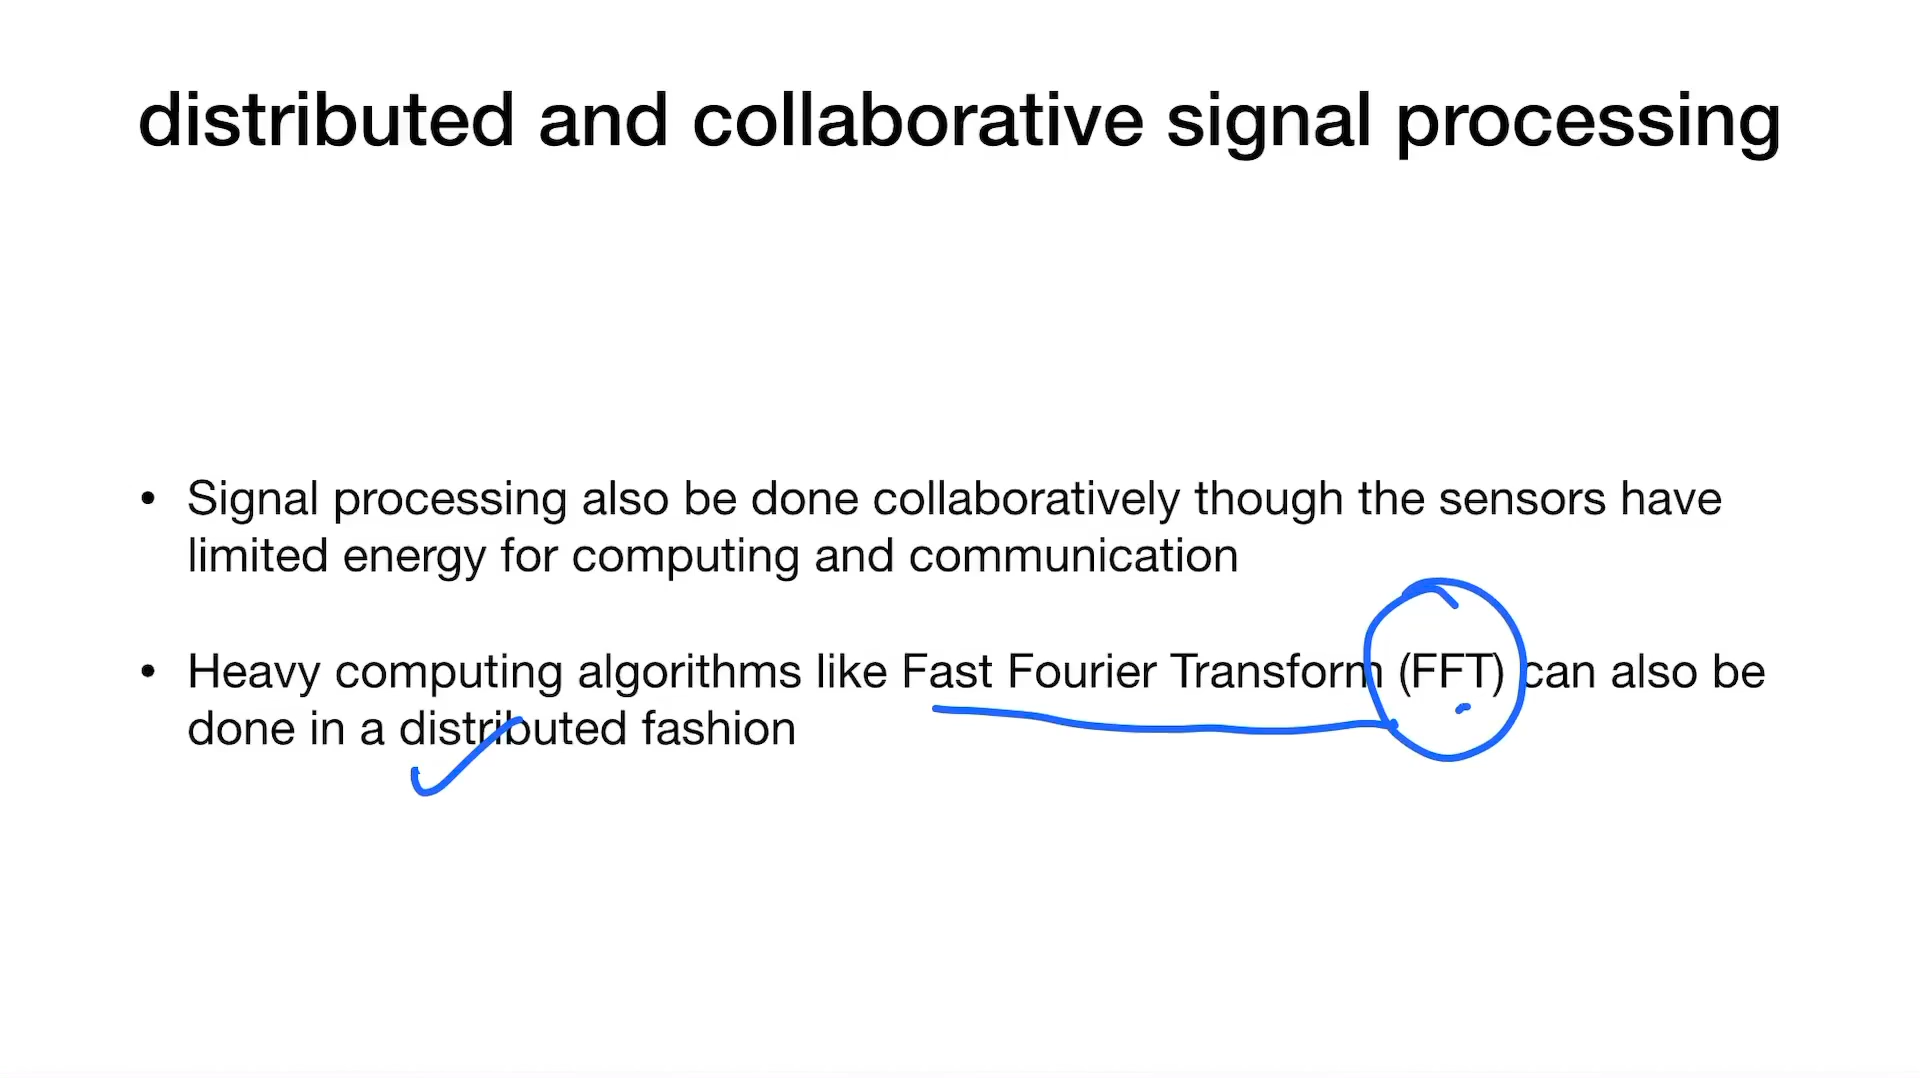 distributed and collaborative signal processing
• Signal processing also be done collaboratively though the sensors have
limited energy for computing and communication
• Heavy computing algorithms like Fast Fourier Transform (FFT) can also be
done in a distributed fashion